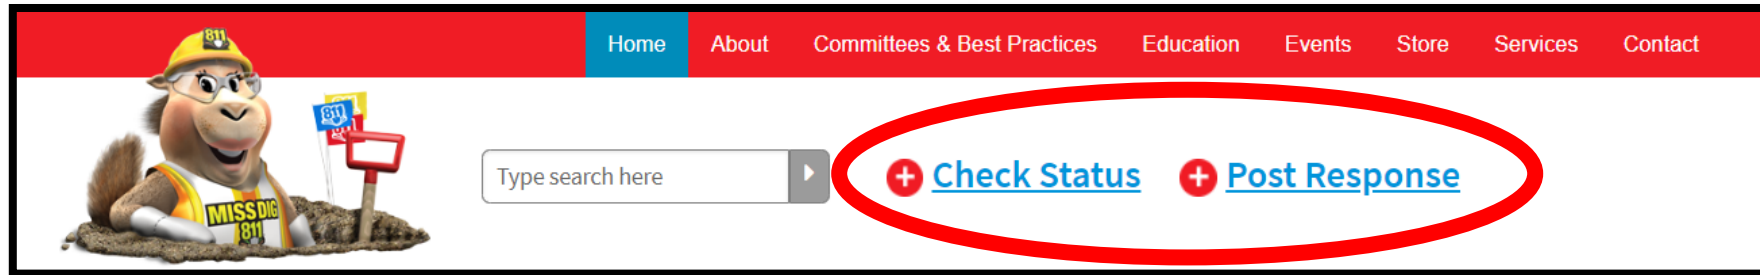 811
Home About Committees & Best Practices Education Events Store Services Contact
811
811
Type search here Check Status Post Response
MISS DIG
811